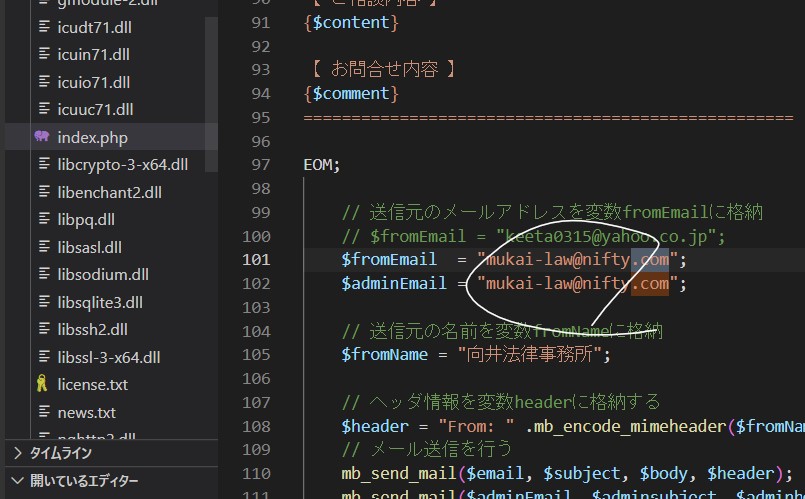 gmodule-2.dll
icudt71.dll
icuin71.dll
icuio71.dll
icuuc71.dll
index.php
libcrypto-3-x64.dll
libenchant2.dll
libpq.dll
libsasl.dll
libsodium.dll
libsqlite3.dll
libssh2.dll
libssl-3-x64.dll
license.txt
news.txt
nghttp2.dll
タイムライン
開いているエディター
90 【 ご相談内容 】
91 {$content}
92
93 【 お問合せ内容 】
94 {$comment}
95 ===================================================
96
97 EOM;
98
99 // 送信元のメールアドレスを変数fromEmailに格納
100 // $fromEmail = "keeta0315@yahoo.co.jp";
101 $fromEmail  = "mukai-law@nifty.com";
102 $adminEmail = "mukai-law@nifty.com";
103
104 // 送信元の名前を変数fromNameに格納
105 $fromName = "向井法律事務所";
106
107 // ヘッダ情報を変数headerに格納する
108 $header = "From: " .mb_encode_mimeheader($fromNam
109 // メール送信を行う
110 mb_send_mail($email, $subject, $body, $header);
111 mb_send_mail($adminEmail, $adminsubject, $adminb